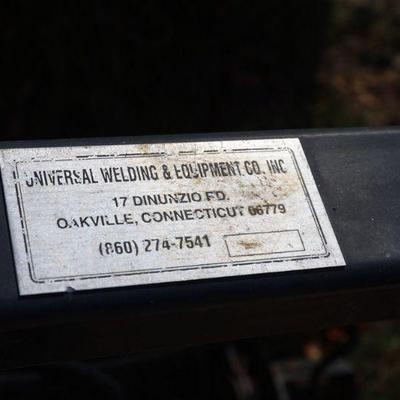 UNIVERSAL WELDING & EQUIPMENT CO. INC
17 DINUNZIO RD.
OAKVILLE, CONNECTICUT 06779
(860) 274-7541